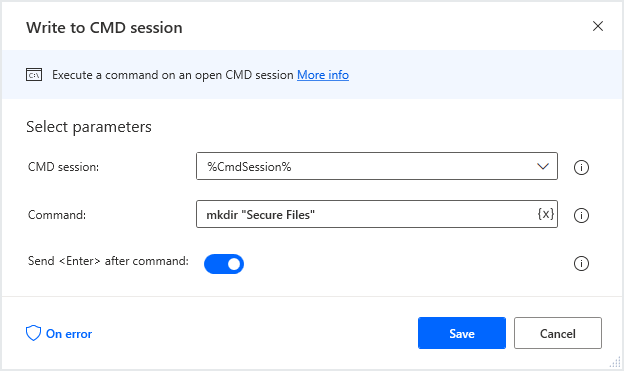 Write to CMD session
C:\ Execute a command on an open CMD session More info
Select parameters
CMD session: %CmdSession%
Command: mkdir "Secure Files" {x}
Send <Enter> after command:
On error Save Cancel